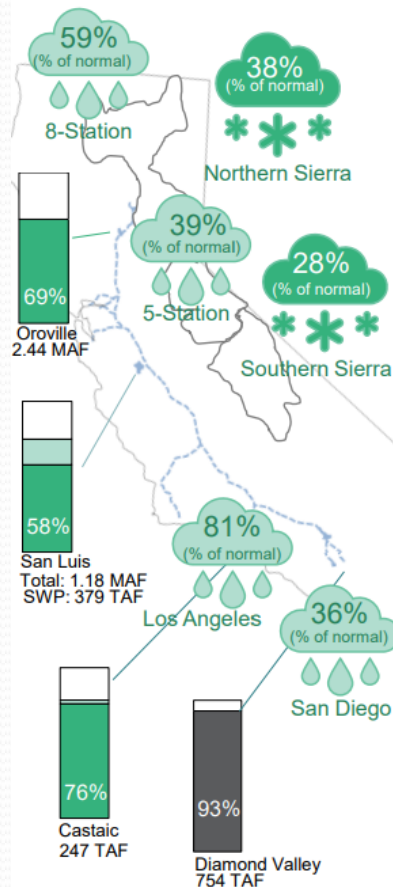 59%
(% of normal)
8-Station
38%
(% of normal)
Northern Sierra
39%
(% of normal)
5-Station
28%
(% of normal)
Southern Sierra
69%
Oroville
2.44 MAF
58%
San Luis
Total: 1.18 MAF
SWP: 379 TAF
81%
(% of normal)
Los Angeles
36%
(% of normal)
San Diego
76%
Castaic
247 TAF
93%
Diamond Valley
754 TAF